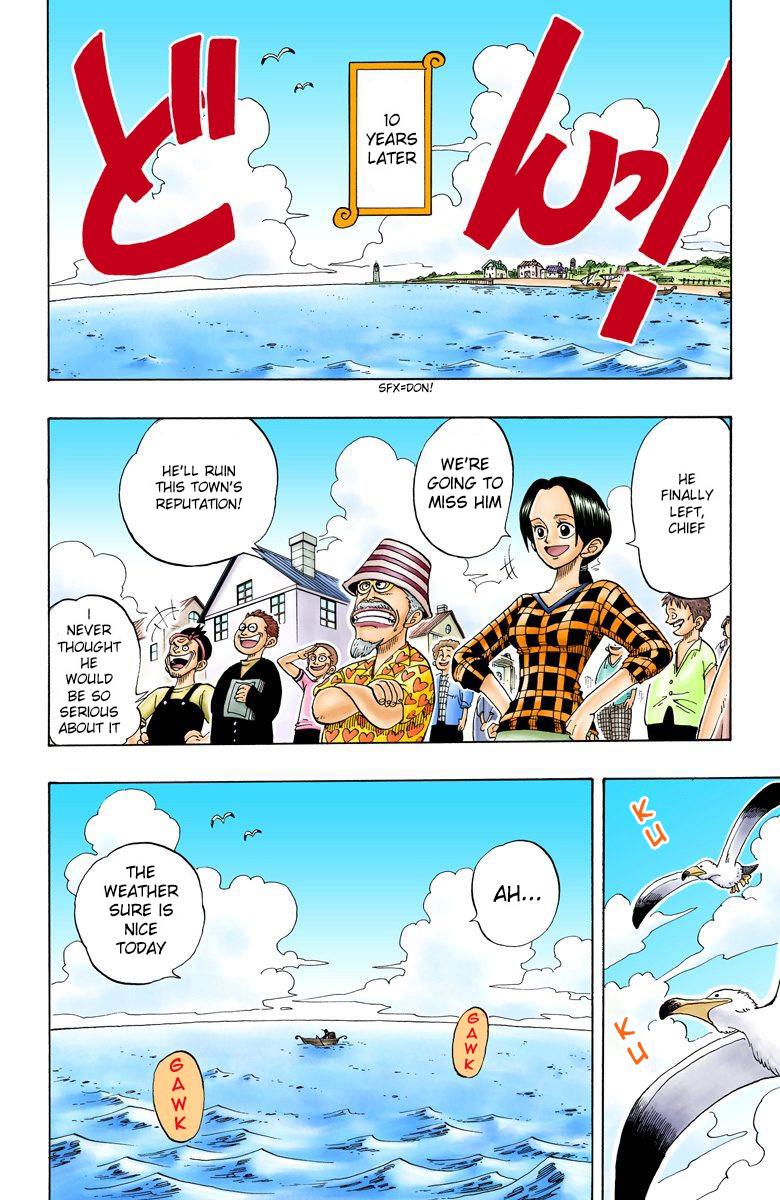 どんっ!
10
YEARS
LATER
SFX=DON!
HE
FINALLY
LEFT,
CHIEF
WE'RE
GOING TO
MISS HIM
HE'LL RUIN
THIS TOWN'S
REPUTATION!
I
NEVER
THOUGHT
HE
WOULD
BE SO
SERIOUS
ABOUT IT
KU
KU
AH...
THE
WEATHER
SURE IS
NICE
TODAY
GAWK
GAWK